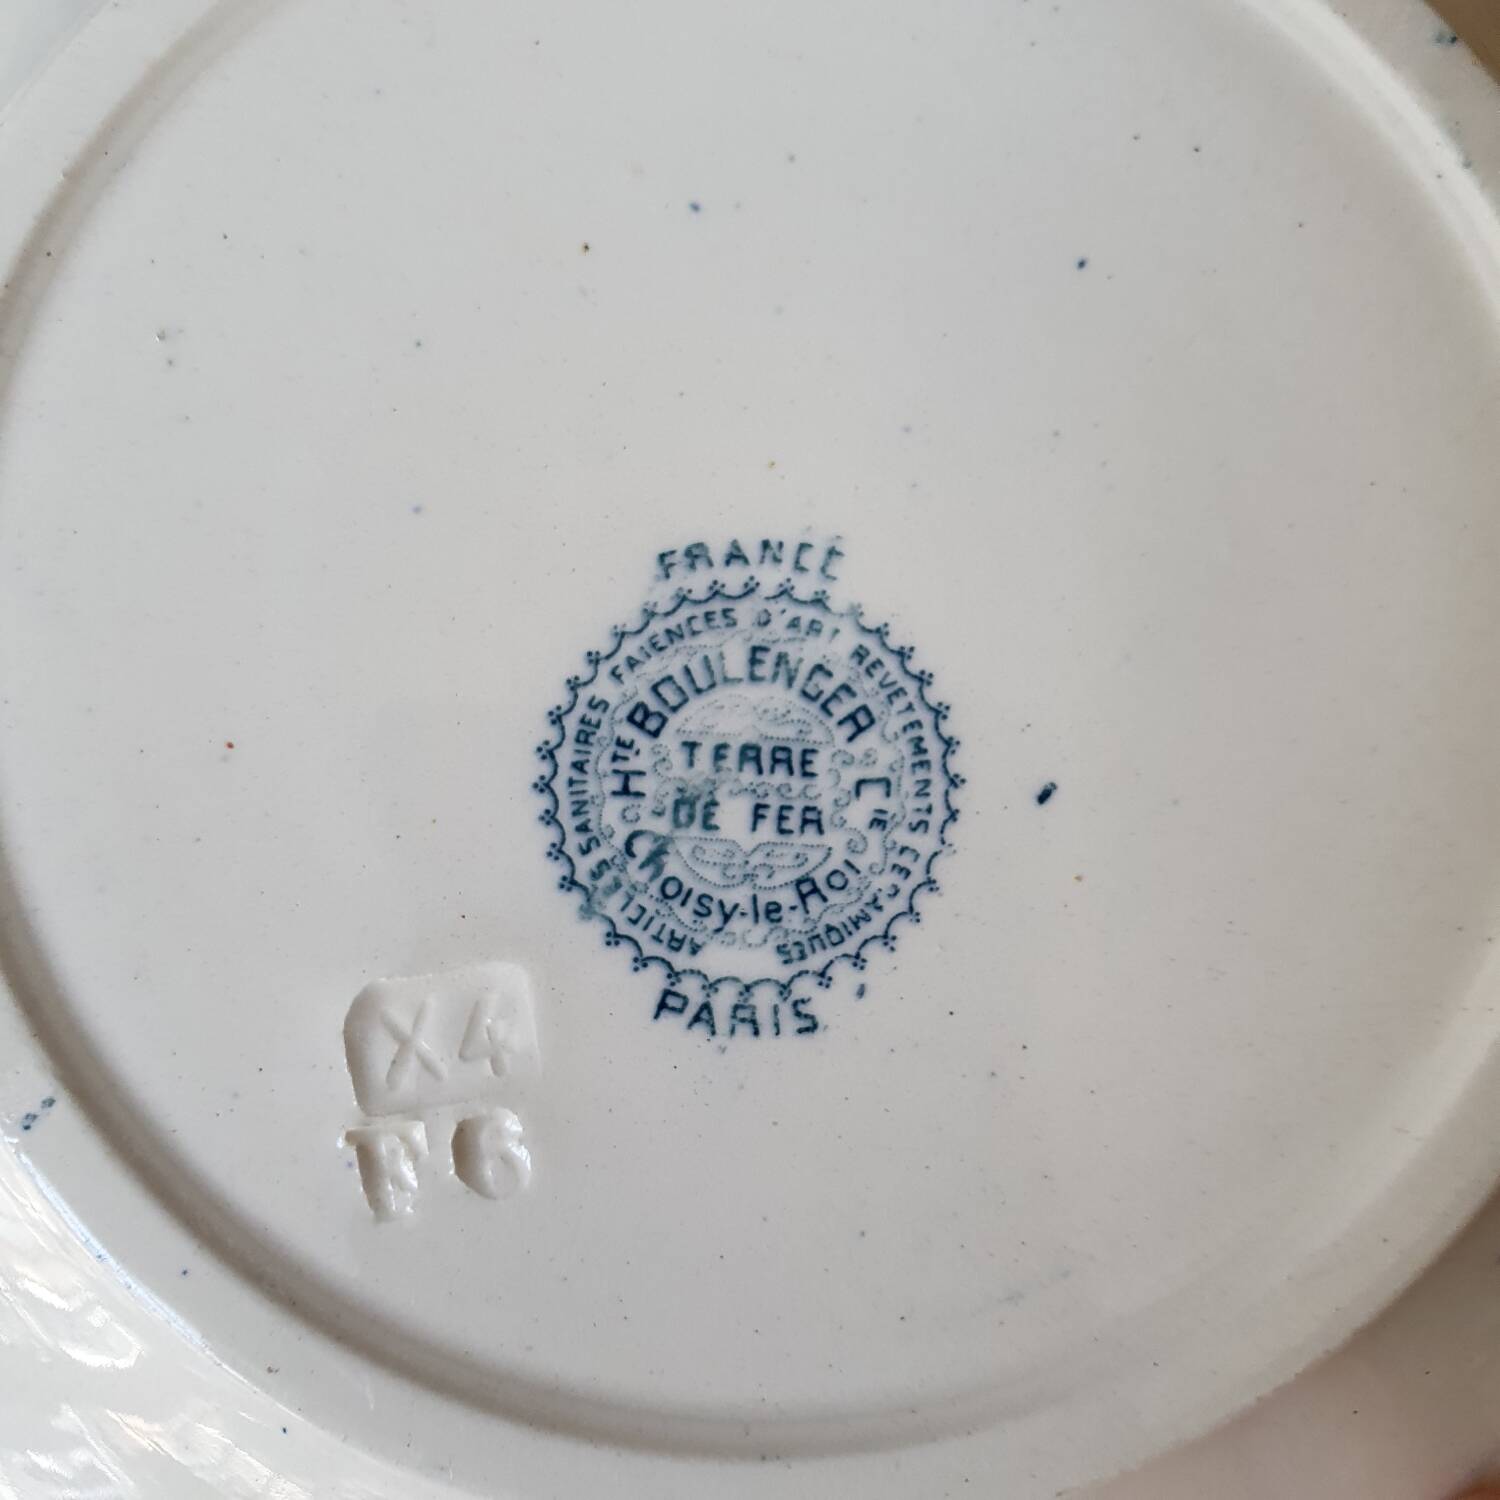 FRANCE
ARTICLES SANITAIRES FAIENCES D'ART REVETEMENTS CERAMIQUES
Hte BOULENGER Cie
TERRE
DE FER
CHOISY-le-ROI
PARIS
X4
F 6